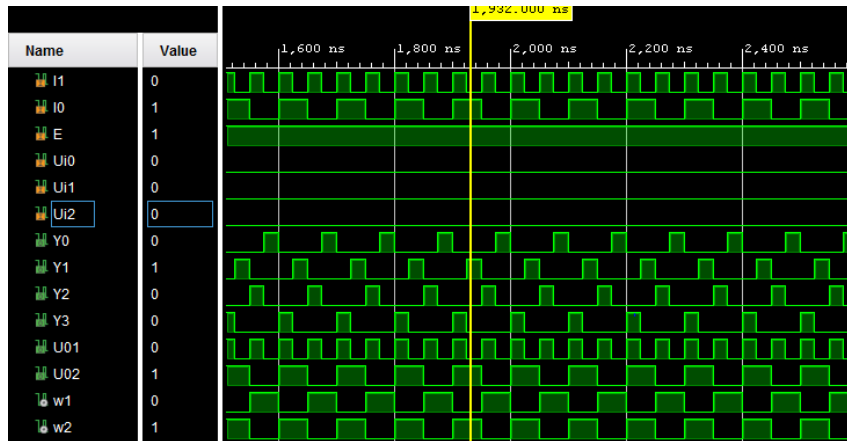 1,932.000 ns
Name Value
1,600 ns 1,800 ns 2,000 ns 2,200 ns 2,400 ns
I1 0
I0 1
E 1
Ui0 0
Ui1 0
Ui2 0
Y0 0
Y1 1
Y2 0
Y3 0
U01 0
U02 1
w1 0
w2 1